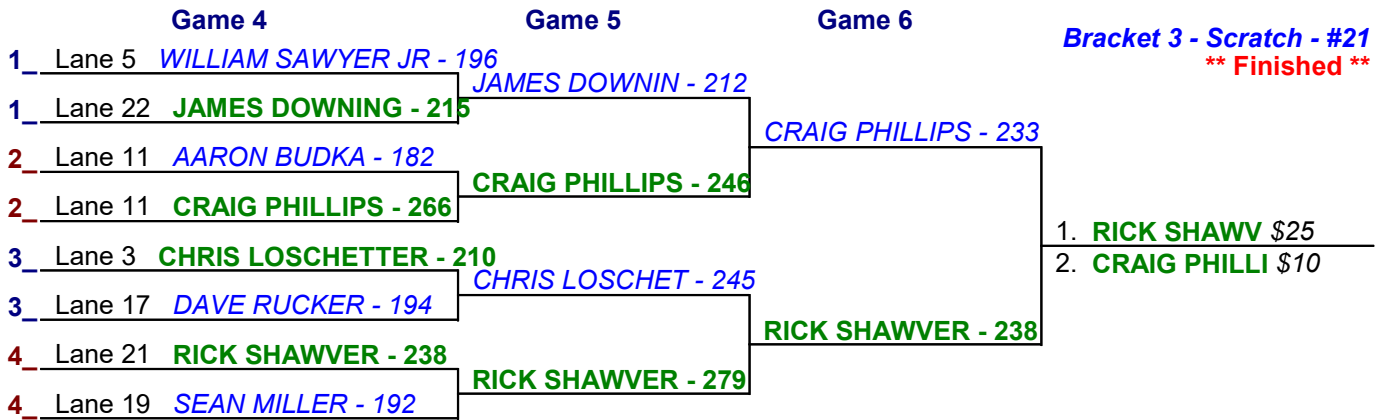 Game 4 Game 5 Game 6
Bracket 3 - Scratch - #21
** Finished **
1_ Lane 5 WILLIAM SAWYER JR - 196
JAMES DOWNIN - 212
1_ Lane 22 JAMES DOWNING - 215
CRAIG PHILLIPS - 233
2_ Lane 11 AARON BUDKA - 182
CRAIG PHILLIPS - 246
2_ Lane 11 CRAIG PHILLIPS - 266
1. RICK SHAWV $25
3_ Lane 3 CHRIS LOSCHETTER - 210
2. CRAIG PHILLI $10
CHRIS LOSCHET - 245
3_ Lane 17 DAVE RUCKER - 194
RICK SHAWVER - 238
4_ Lane 21 RICK SHAWVER - 238
RICK SHAWVER - 279
4_ Lane 19 SEAN MILLER - 192